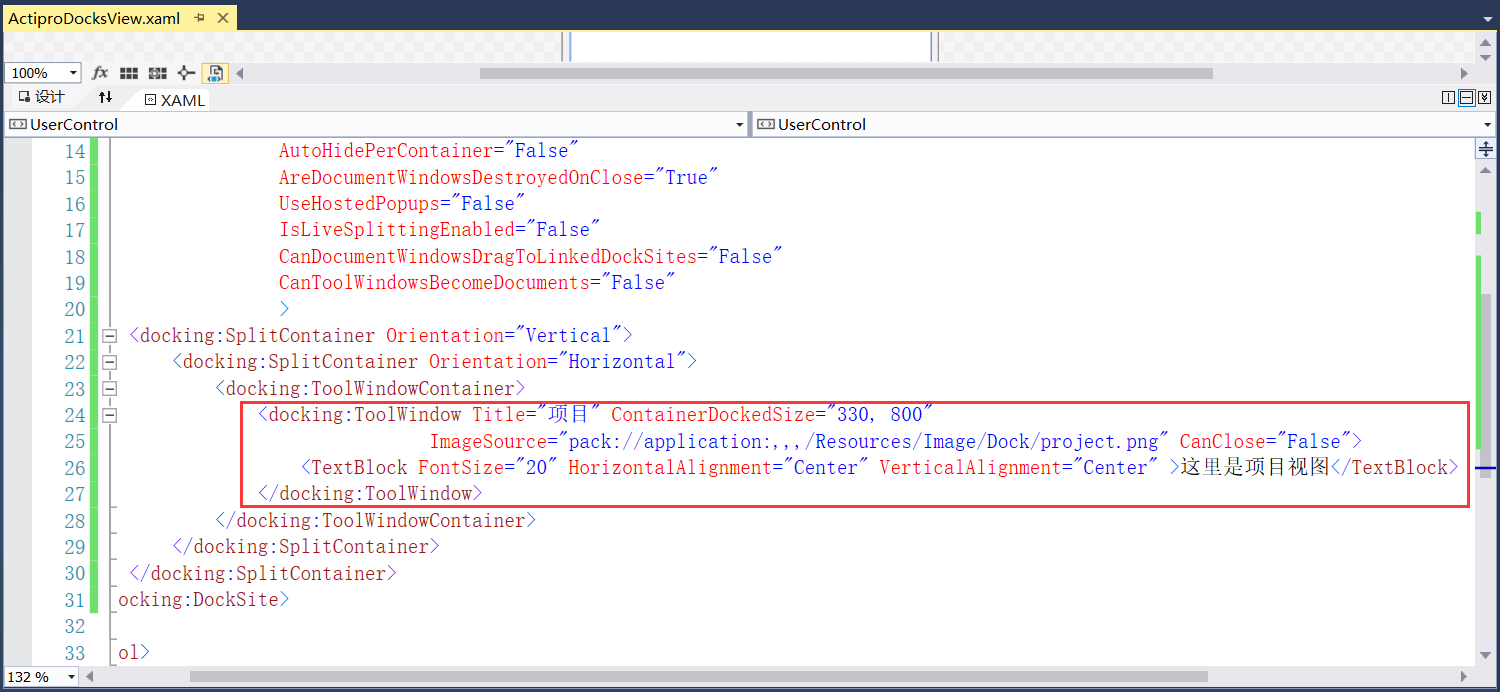 ActiproDocksView.xaml
100% fx
设计 XAML
UserControl UserControl
14 AutoHidePerContainer="False"
15 AreDocumentWindowsDestroyedOnClose="True"
16 UseHostedPopups="False"
17 IsLiveSplittingEnabled="False"
18 CanDocumentWindowsDragToLinkedDockSites="False"
19 CanToolWindowsBecomeDocuments="False"
20 >
21 <docking:SplitContainer Orientation="Vertical">
22 <docking:SplitContainer Orientation="Horizontal">
23 <docking:ToolWindowContainer>
24 <docking:ToolWindow Title="项目" ContainerDockedSize="330, 800"
25 ImageSource="pack://application:,,,/Resources/Image/Dock/project.png" CanClose="False">
26 <TextBlock FontSize="20" HorizontalAlignment="Center" VerticalAlignment="Center" >这里是项目视图</TextBlock>
27 </docking:ToolWindow>
28 </docking:ToolWindowContainer>
29 </docking:SplitContainer>
30 </docking:SplitContainer>
31 ocking:DockSite>
32
33 ol>
132 %